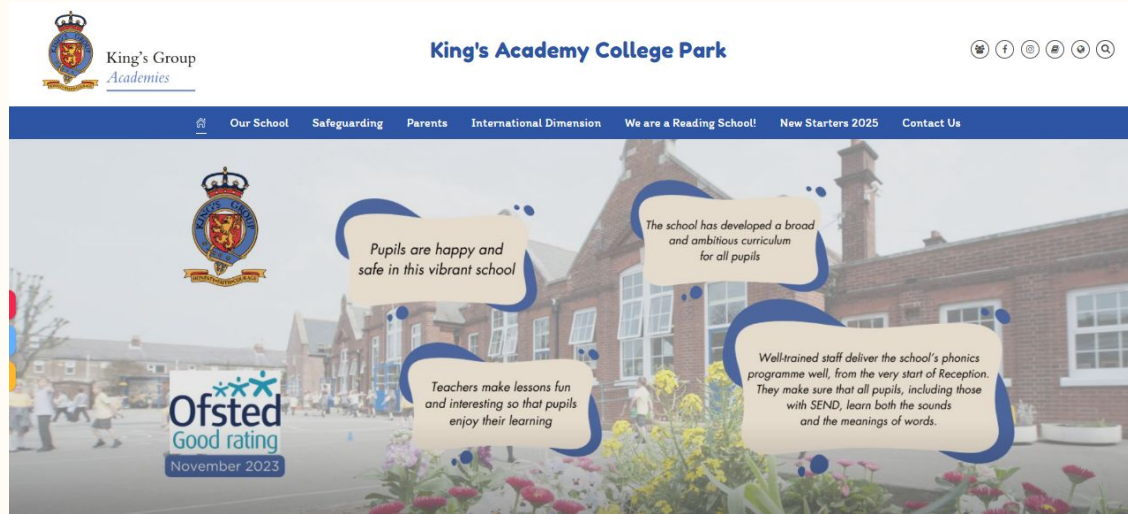 King's Group
Academies
King's Academy College Park
Our School Safeguarding Parents International Dimension We are a Reading School! New Starters 2025 Contact Us
KING'S GROUP
Pupils are happy and
safe in this vibrant school
The school has developed a broad
and ambitious curriculum
for all pupils
Teachers make lessons fun
and interesting so that pupils
enjoy their learning
Well-trained staff deliver the school's phonics
programme well, from the very start of Reception.
They make sure that all pupils, including those
with SEND, learn both the sounds
and the meanings of words.
Ofsted
Good rating
November 2023